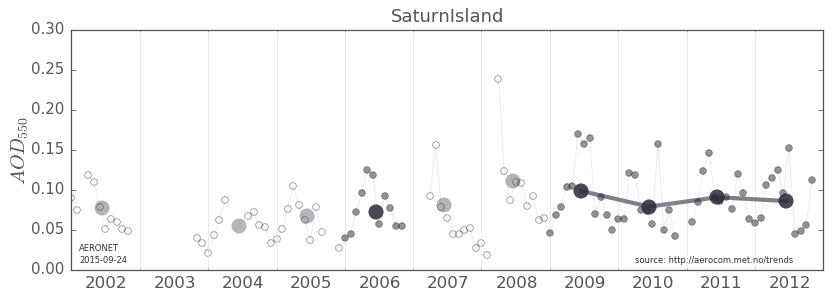 SaturnIsland
0.30
0.25
0.20
0.15
0.10
0.05
0.00
AOD550
AERONET
2015-09-24
source: http://aerocom.met.no/trends
2002 2003 2004 2005 2006 2007 2008 2009 2010 2011 2012